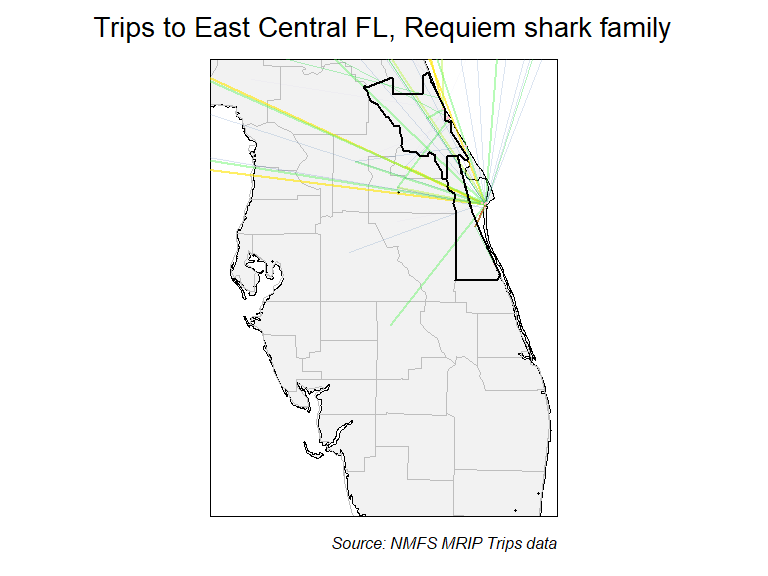 Trips to East Central FL, Requiem shark family
Source: NMFS MRIP Trips data